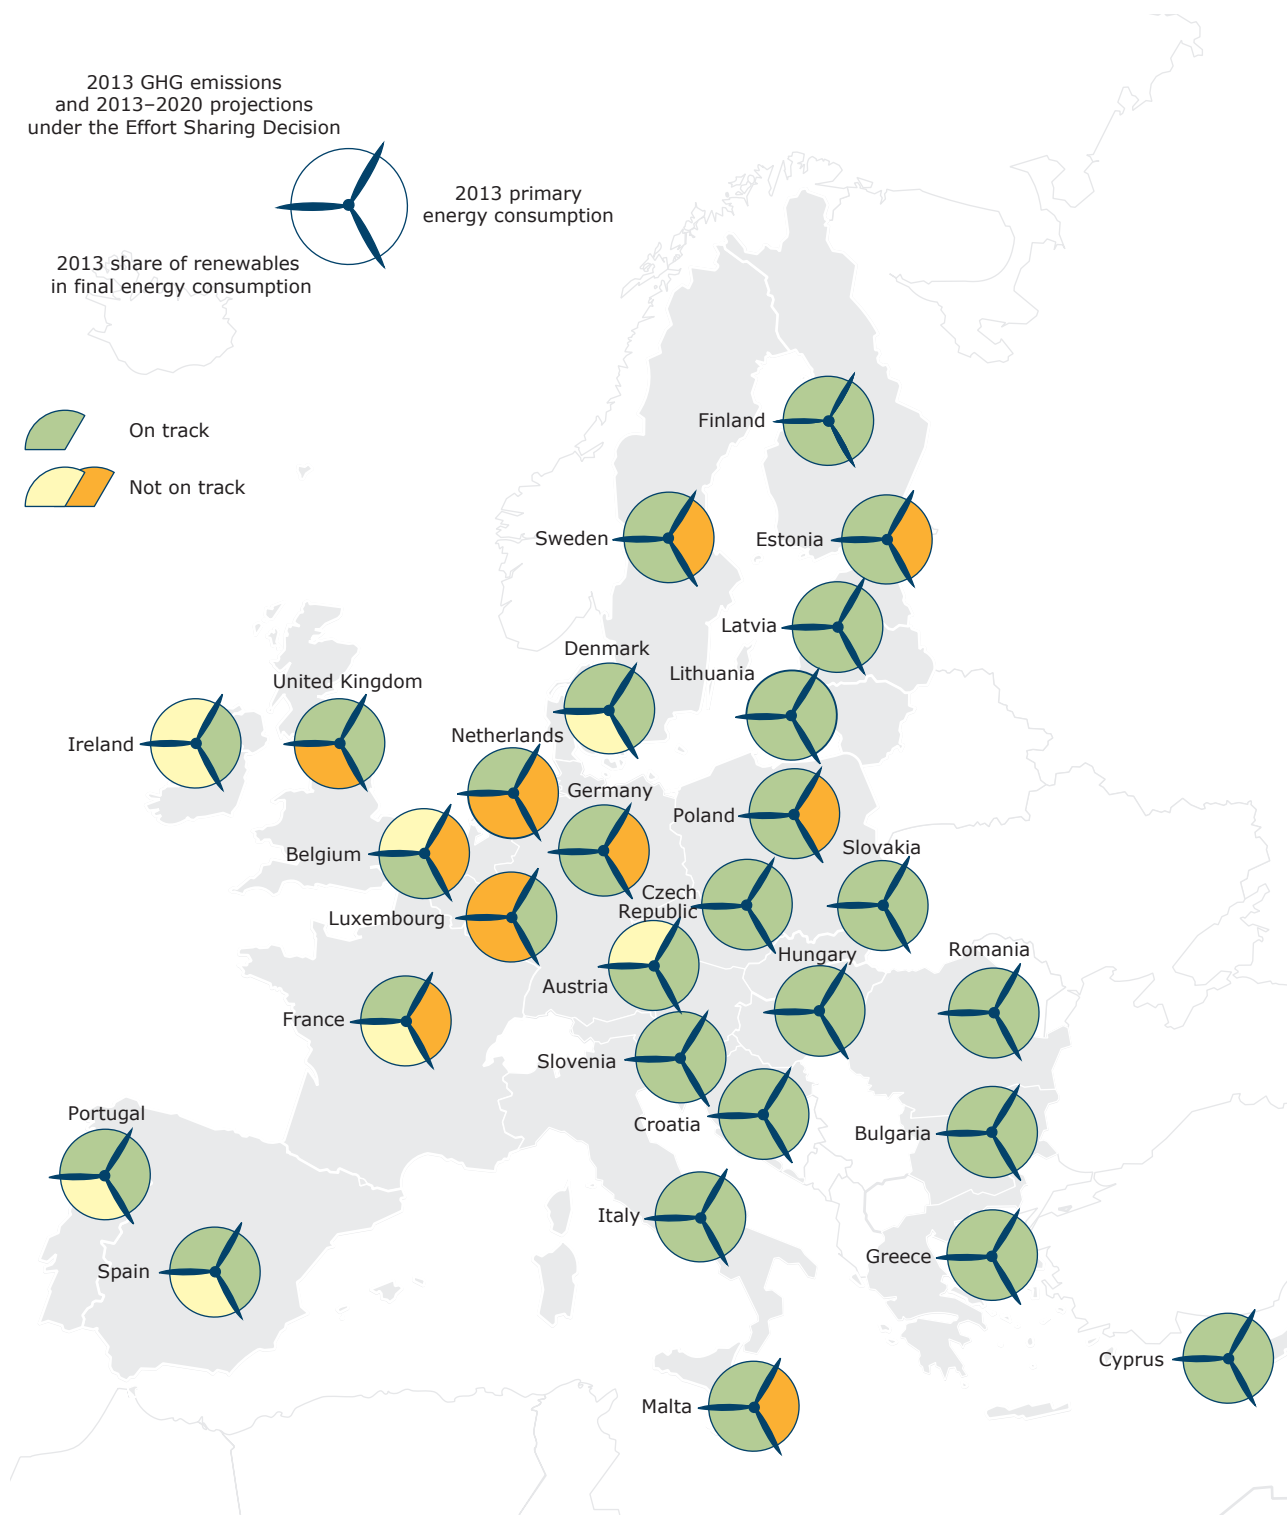 2013 GHG emissions
and 2013–2020 projections
under the Effort Sharing Decision
2013 primary
energy consumption
2013 share of renewables
in final energy consumption
On track
Not on track
Finland
Sweden
Estonia
Latvia
Denmark
Lithuania
United Kingdom
Ireland
Netherlands
Germany
Poland
Slovakia
Belgium
Czech
Republic
Luxembourg
Hungary
Romania
Austria
France
Slovenia
Croatia
Portugal
Bulgaria
Italy
Greece
Spain
Cyprus
Malta